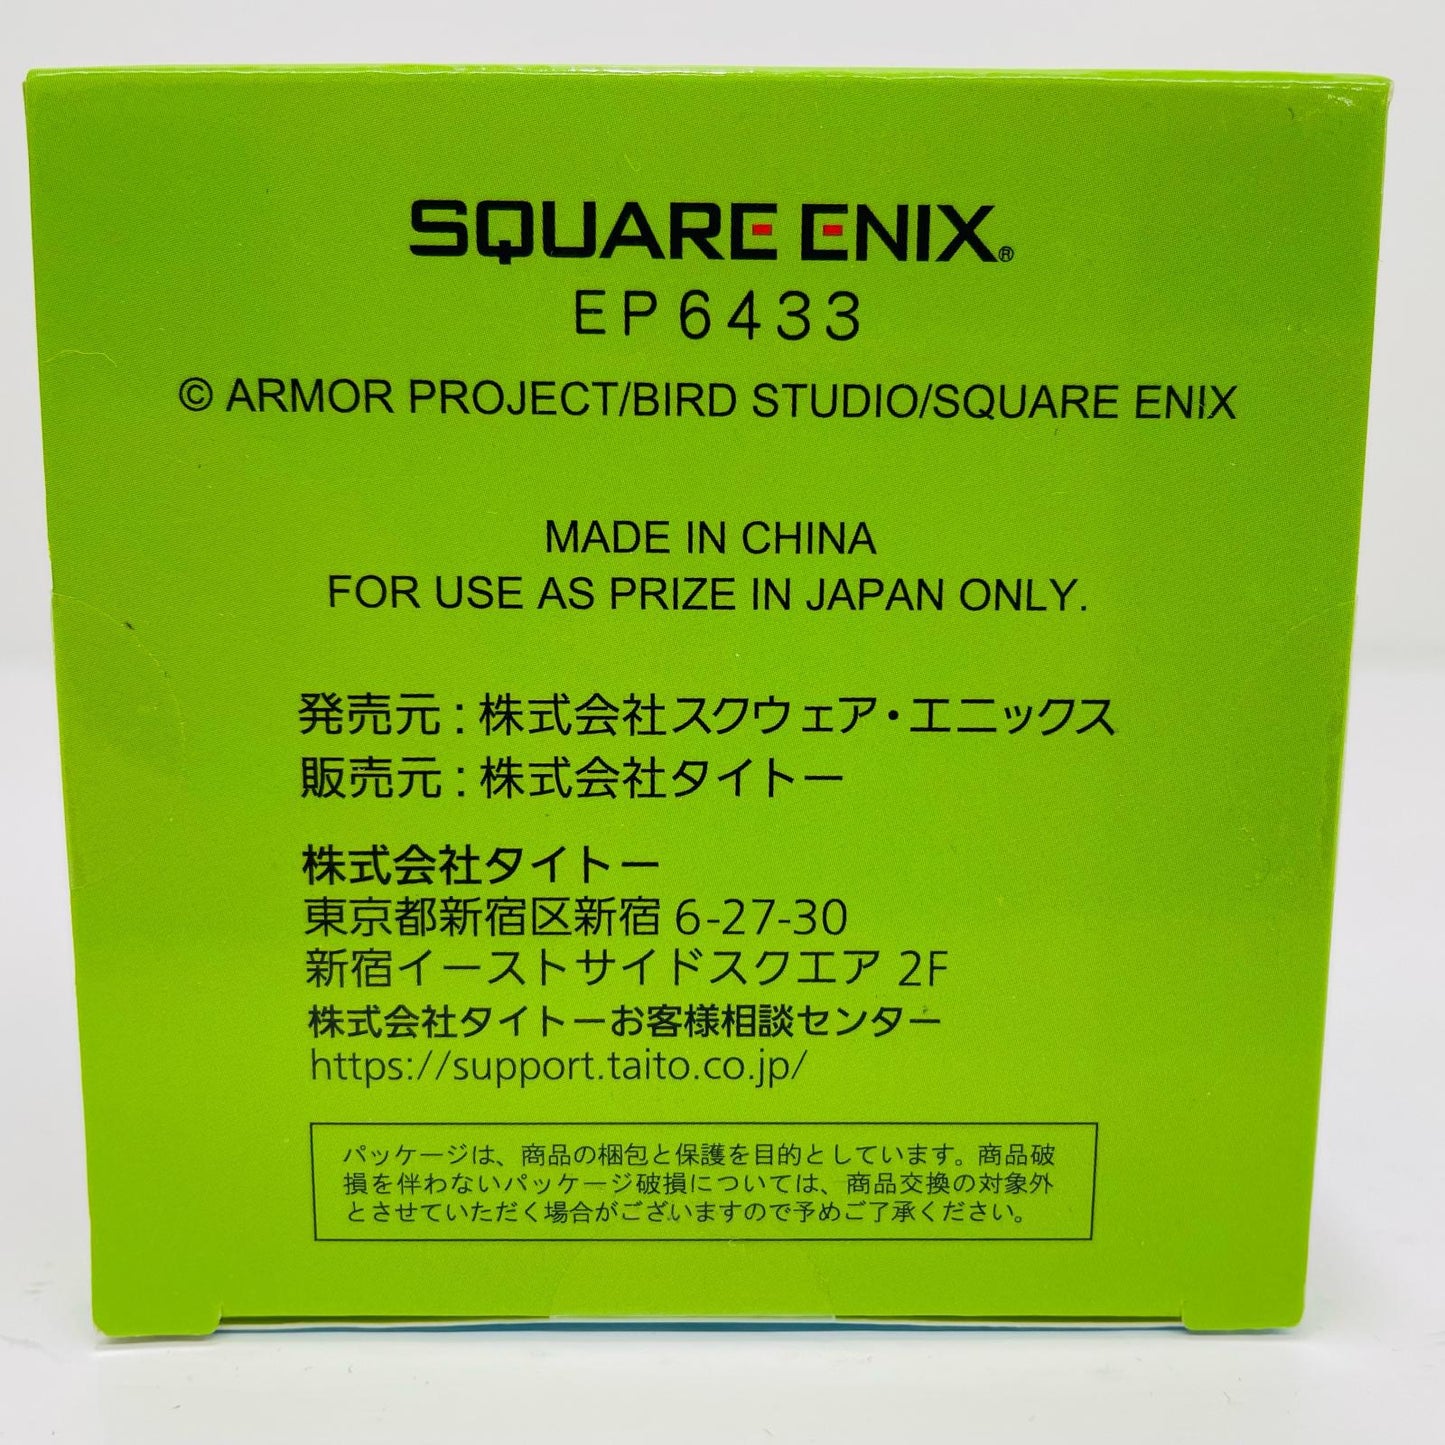 SQUARE ENIX®
EP6433
© ARMOR PROJECT/BIRD STUDIO/SQUARE ENIX
MADE IN CHINA
FOR USE AS PRIZE IN JAPAN ONLY.
発売元:株式会社スクウェア・エニックス
販売元:株式会社タイトー
株式会社タイトー
東京都新宿区新宿 6-27-30
新宿イーストサイドスクエア 2F
株式会社タイトーお客様相談センター
https://support.taito.co.jp/
パッケージは、商品の梱包と保護を目的としています。商品破
損を伴わないパッケージ破損については、商品交換の対象外
とさせていただく場合がございますので予めご了承ください。